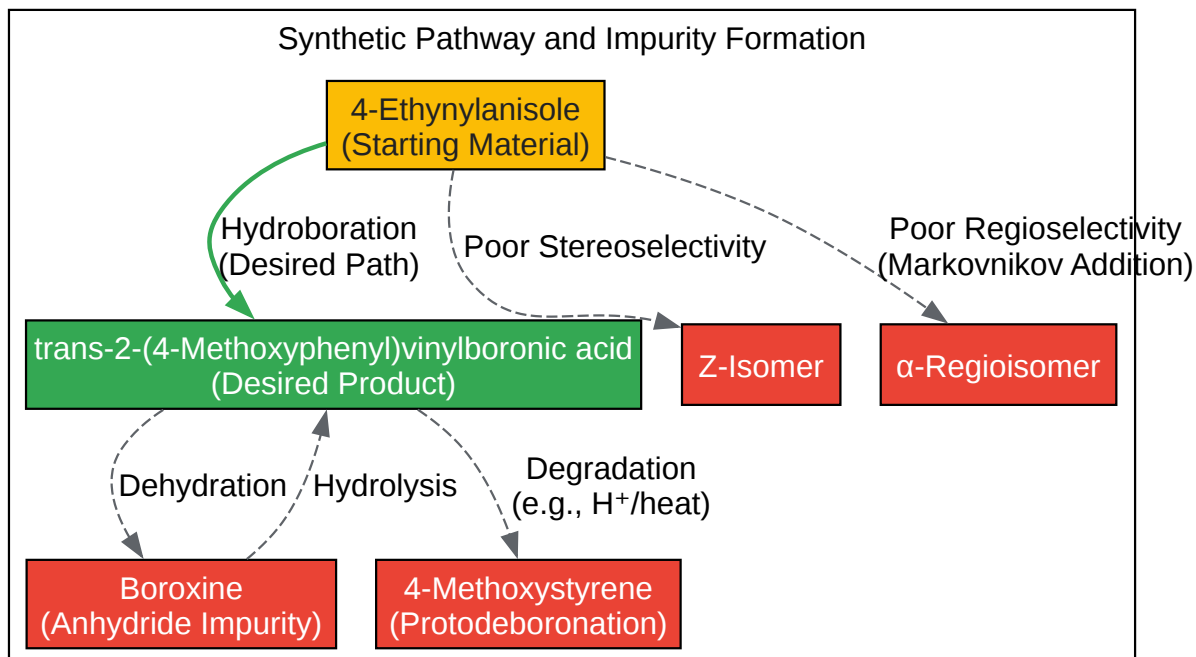 Synthetic Pathway and Impurity Formation
4-Ethynylanisole
(Starting Material)
Hydroboration
(Desired Path)
Poor Stereoselectivity
Poor Regioselectivity
(Markovnikov Addition)
trans-2-(4-Methoxyphenyl)vinylboronic acid
(Desired Product)
Z-Isomer
α-Regioisomer
Dehydration
Hydrolysis
Degradation
(e.g., H⁺/heat)
Boroxine
(Anhydride Impurity)
4-Methoxystyrene
(Protodeboronation)